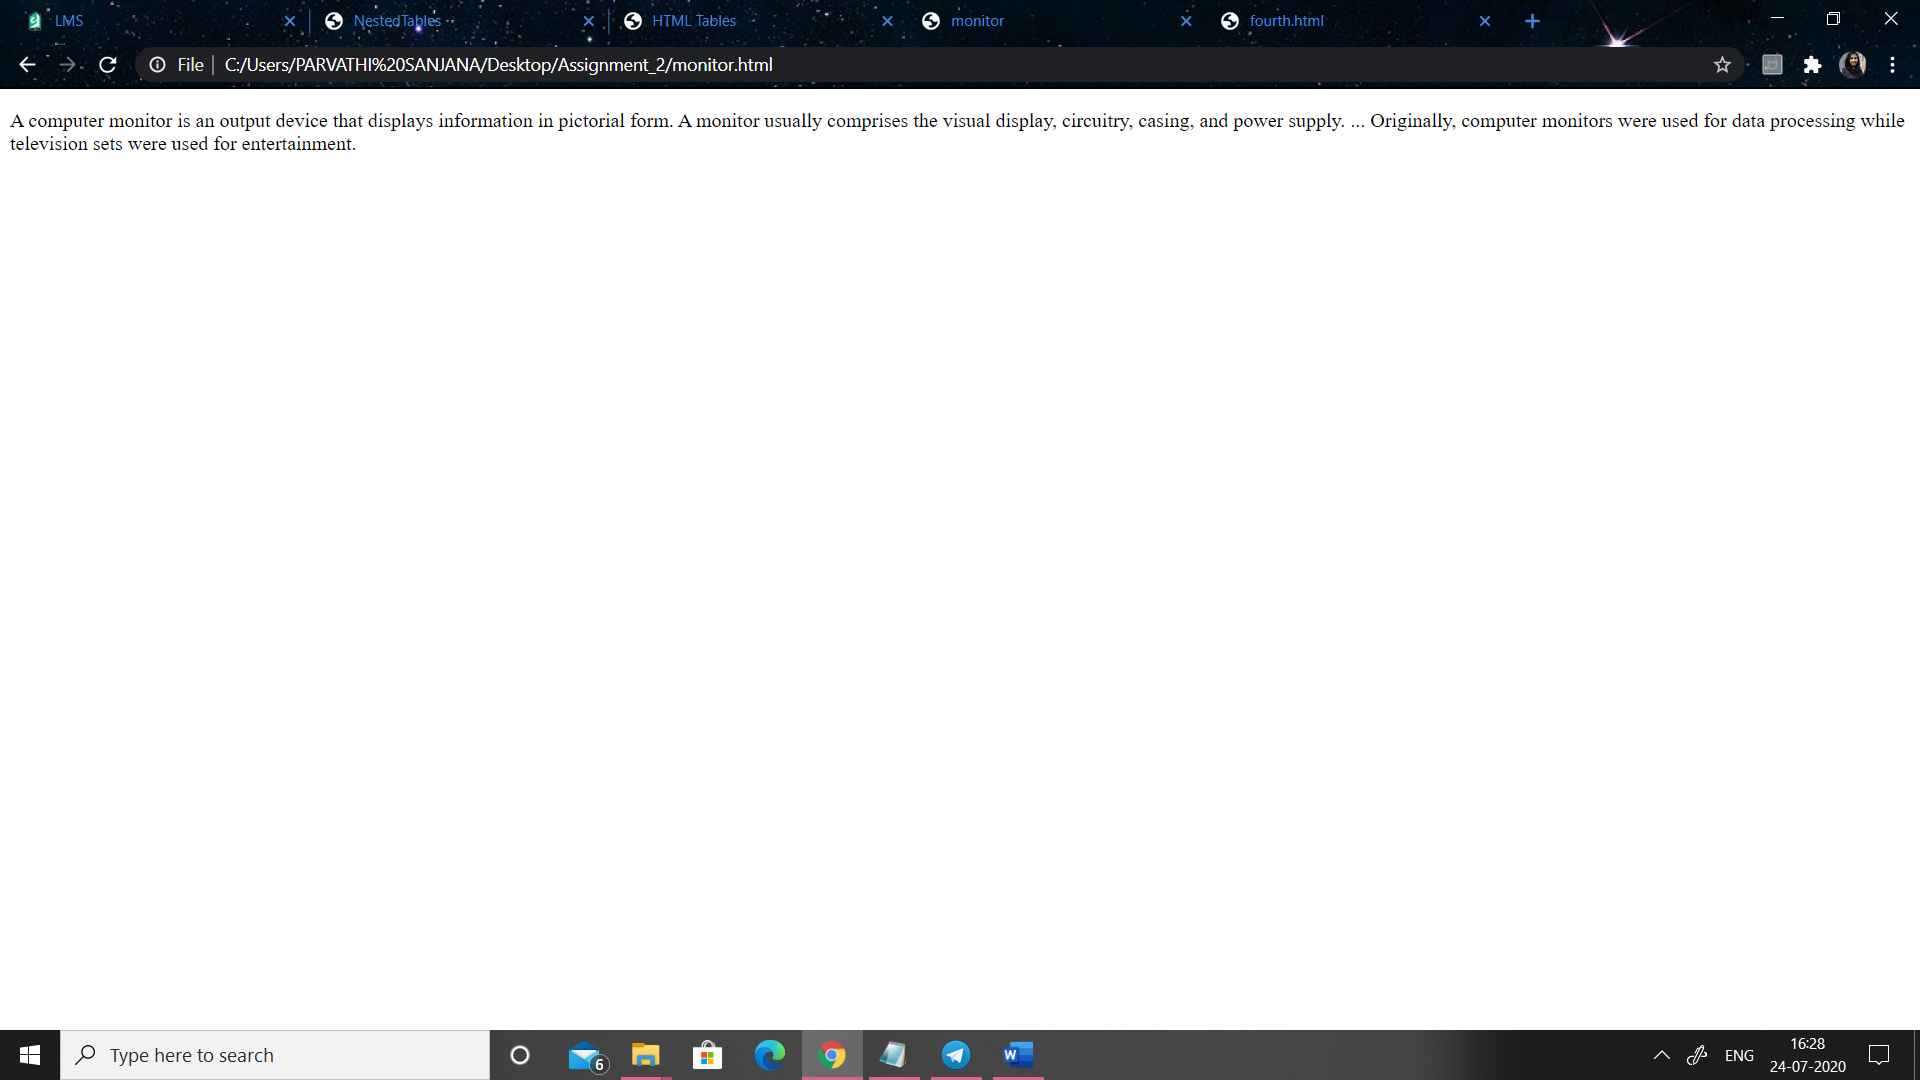 LMS
NestedTables
HTML Tables
monitor
fourth.html
File
C:/Users/PARVATHI%20SANJANA/Desktop/Assignment_2/monitor.html
A computer monitor is an output device that displays information in pictorial form. A monitor usually comprises the visual display, circuitry, casing, and power supply. ... Originally, computer monitors were used for data processing while
television sets were used for entertainment.
Type here to search
6
W
ENG
16:28
24-07-2020